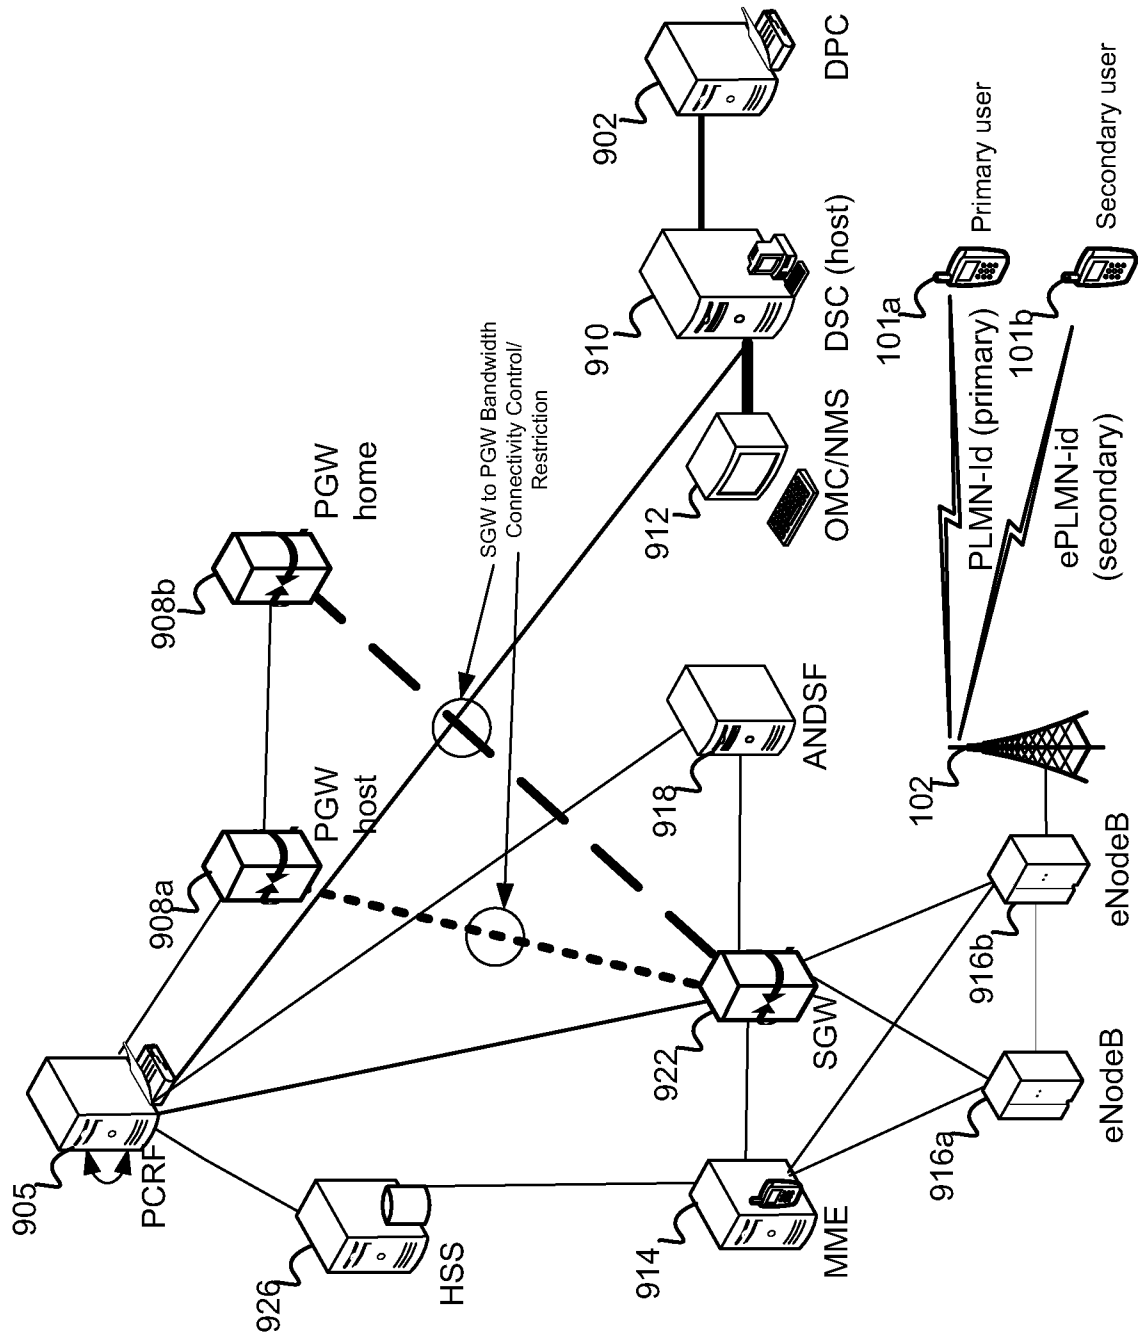 905
PCRF
926
HSS
908a
PGW
host
908b
PGW
home
SGW to PGW Bandwidth
Connectivity Control/
Restriction
914
MME
922
SGW
918
ANDSF
912
OMC/NMS
910
DSC (host)
902
DPC
916a
eNodeB
916b
eNodeB
102
PLMN-Id (primary)
ePLMN-id
(secondary)
101a
Primary user
101b
Secondary user